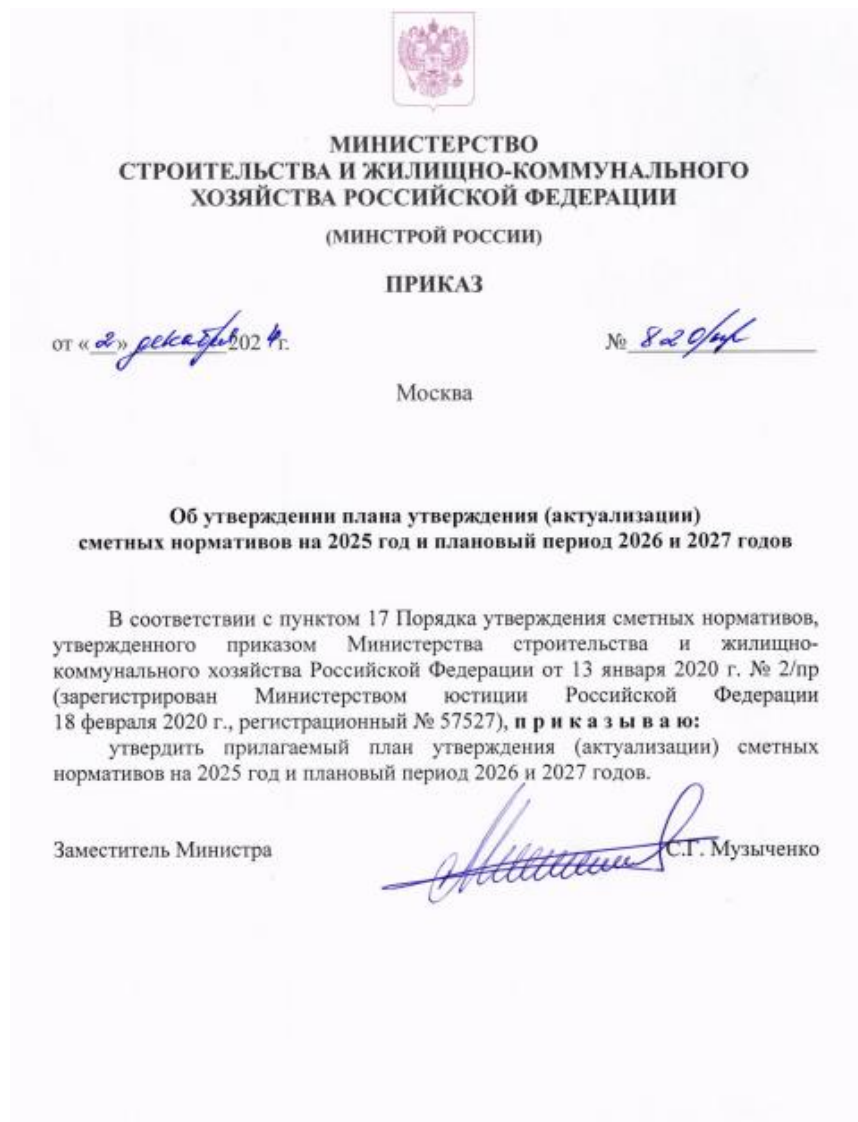 МИНИСТЕРСТВО
СТРОИТЕЛЬСТВА И ЖИЛИЩНО-КОММУНАЛЬНОГО
ХОЗЯЙСТВА РОССИЙСКОЙ ФЕДЕРАЦИИ
(МИНСТРОЙ РОССИИ)
ПРИКАЗ
от «2» декабря 2024 г. № 820/пр
Москва
Об утверждении плана утверждения (актуализации)
сметных нормативов на 2025 год и плановый период 2026 и 2027 годов
В соответствии с пунктом 17 Порядка утверждения сметных нормативов,
утвержденного приказом Министерства строительства и жилищно-
коммунального хозяйства Российской Федерации от 13 января 2020 г. № 2/пр
(зарегистрирован Министерством юстиции Российской Федерации
18 февраля 2020 г., регистрационный № 57527), п р и к а з ы в а ю:
утвердить прилагаемый план утверждения (актуализации) сметных
нормативов на 2025 год и плановый период 2026 и 2027 годов.
Заместитель Министра С.Г. Музыченко